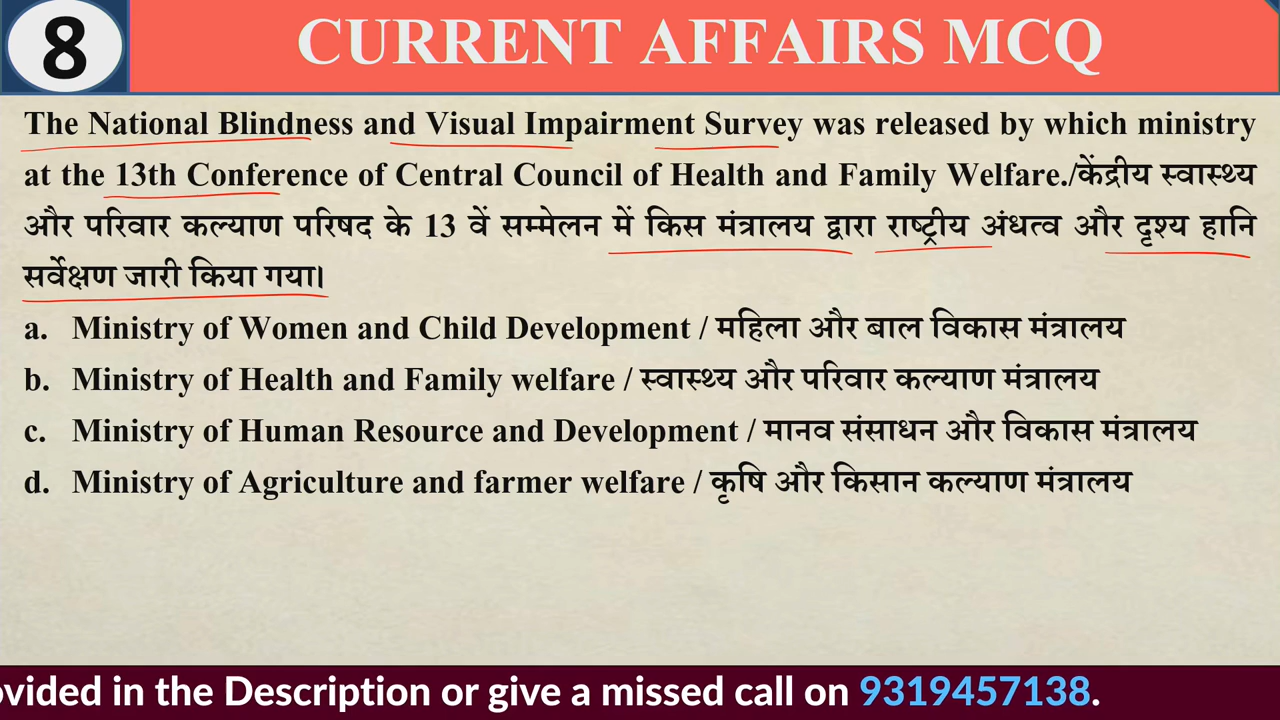 8
CURRENT AFFAIRS MCQ
The National Blindness and Visual Impairment Survey was released by which ministry
at the 13th Conference of Central Council of Health and Family Welfare./केंद्रीय स्वास्थ्य
और परिवार कल्याण परिषद के 13 वें सम्मेलन में किस मंत्रालय द्वारा राष्ट्रीय अंधत्व और दृश्य हानि
सर्वेक्षण जारी किया गया।
a. Ministry of Women and Child Development / महिला और बाल विकास मंत्रालय
b. Ministry of Health and Family welfare / स्वास्थ्य और परिवार कल्याण मंत्रालय
c. Ministry of Human Resource and Development / मानव संसाधन और विकास मंत्रालय
d. Ministry of Agriculture and farmer welfare / कृषि और किसान कल्याण मंत्रालय
ovided in the Description or give a missed call on 9319457138.